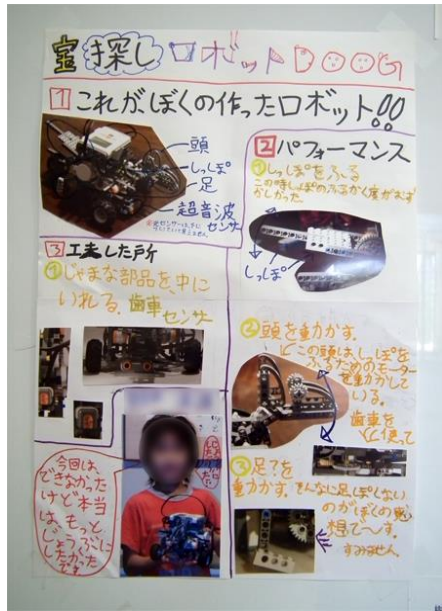 宝探しロボットDOOG
1 これが、ぼくの作ったロボット!!
頭
しっぽ
足
超音波
センサー
2 パフォーマンス
①しっぽをふる
この時しっぽのふるかく度がむず
かしかった。
しっぽ
3 工夫した所
①じゃまな部品を、中に
いれる。歯車
センサー
②頭を動かす。
この頭は、しっぽを
ふるためのモーター
を動かして
いる。
歯車を
使って
③足?を
動かす。そんなに足っぽくない
のがぼくの感
想で〜す。
すみません。
今回は、
できなかった
けど本当
は、もっと
じょうぶに
したかった